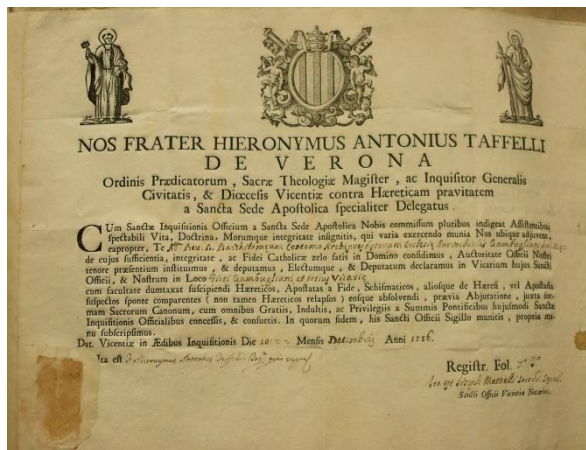 NOS FRATER HIERONYMUS ANTONIUS TAFFELLI
DE VERONA
Ordinis Prædicatorum, Sacræ Theologiæ Magister, ac Inquisitor Generalis
Civitatis, & Diœcesis Vicentiæ contra Hæreticam pravitatem
a Sancta Sede Apostolica specialiter Delegatus.
CUm Sanctæ Inquisitionis Officium a Sancta Sede Apostolica Nobis commissum pluribus indigeat Assistentibus
spectabili Vita, Doctrina, Morumque integritate insignitis, qui varia exercendo munia Nos ubique adjuvent,
eapropter, Te
de cujus sufficientia, integritate, ac Fidei Catholicæ zelo satis in Domino confidimus, Auctoritate Officii Nostri
tenore præsentium instituimus, & deputamus, Electumque, & Deputatum declaramus in Vicarium hujus Sancti
Officii, & Nostrum in Loco
cum facultate dumtaxat suscipiendi Hæreticos, Apostatas a Fide, Schismaticos, aliosque de Hæresi, vel Apostasia
suspectos sponte comparentes (non tamen Hæreticos relapsos) eosque absolvendi, prævia Abjuratione, juxta for-
mam Sacrorum Canonum, cum omnibus Gratiis, Indultis, ac Privilegiis a Summis Pontificibus hujusmodi Sanctæ
Inquisitionis Officialibus concessis, & consuetis. In quorum fidem, his Sancti Officii Sigillo munitis, propria ma-
nu subscripsimus.
Dat. Vicentiæ in Ædibus Inquisitionis Die Mensis Decembris Anni
Ita est
Registr. Fol.
Sancti Officii Vicentiæ Notarius